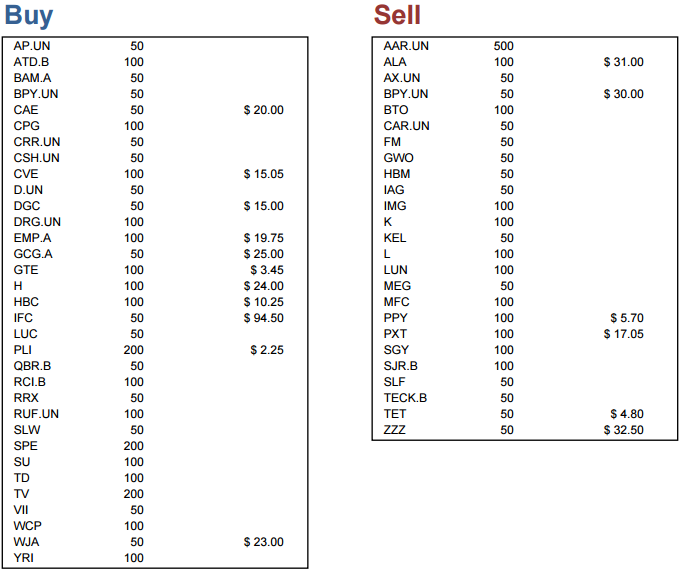 Buy
AP.UN 50
ATD.B 100
BAM.A 50
BPY.UN 50
CAE 50 $ 20.00
CPG 100
CRR.UN 50
CSH.UN 50
CVE 100 $ 15.05
D.UN 50
DGC 50 $ 15.00
DRG.UN 100
EMP.A 100 $ 19.75
GCG.A 50 $ 25.00
GTE 100 $ 3.45
H 100 $ 24.00
HBC 100 $ 10.25
IFC 50 $ 94.50
LUC 50
PLI 200 $ 2.25
QBR.B 50
RCI.B 100
RRX 50
RUF.UN 100
SLW 50
SPE 200
SU 100
TD 100
TV 200
VII 50
WCP 100
WJA 50 $ 23.00
YRI 100
Sell
AAR.UN 500
ALA 100 $ 31.00
AX.UN 50
BPY.UN 50 $ 30.00
BTO 100
CAR.UN 50
FM 50
GWO 50
HBM 50
IAG 50
IMG 100
K 100
KEL 50
L 100
LUN 100
MEG 50
MFC 100
PPY 100 $ 5.70
PXT 100 $ 17.05
SGY 100
SJR.B 100
SLF 50
TECK.B 50
TET 50 $ 4.80
ZZZ 50 $ 32.50